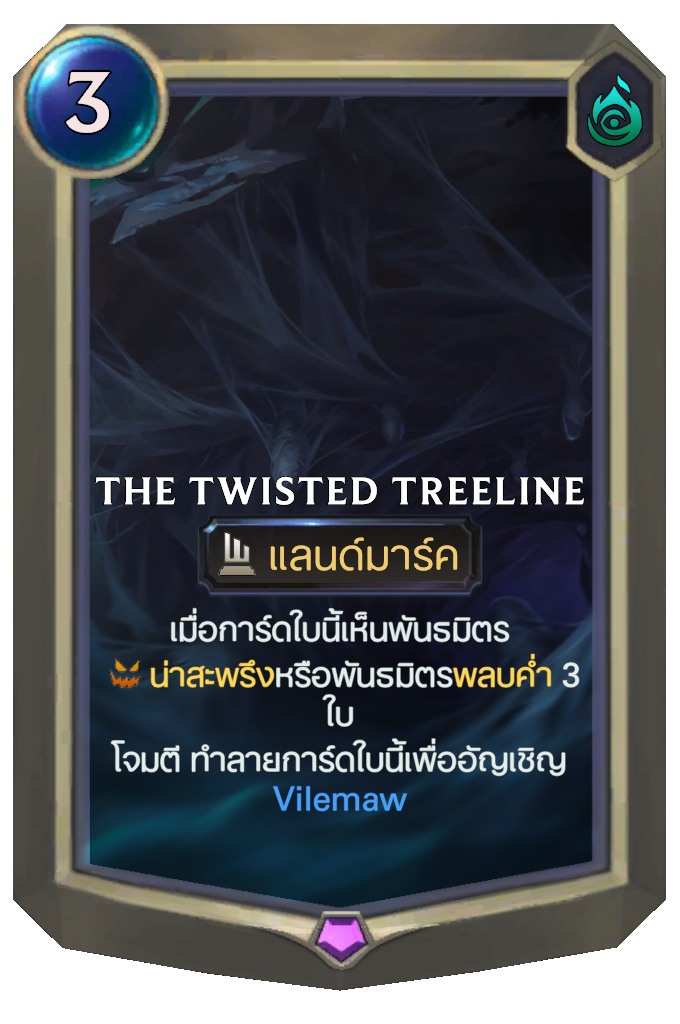 3
THE TWISTED TREELINE
แลนด์มาร์ค
เมื่อการ์ดใบนี้เห็นพันธมิตร
น่าสะพรึงหรือพันธมิตรพลบค่ำ 3
ใบ
โจมตี ทำลายการ์ดใบนี้เพื่ออัญเชิญ
Vilemaw